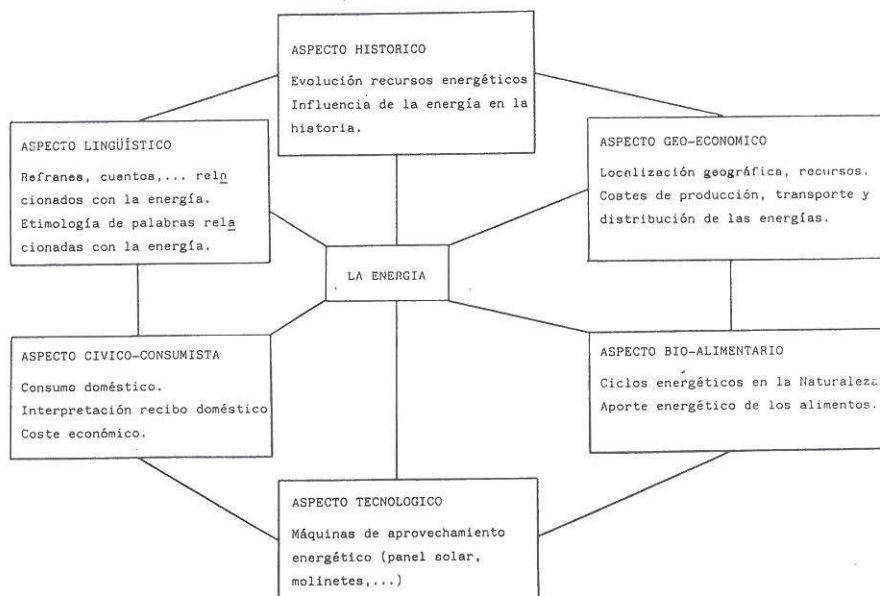 ASPECTO HISTORICO
Evolución recursos energéticos
Influencia de la energía en la
historia.
ASPECTO LINGÜÍSTICO
Refranes, cuentos,... rela
cionados con la energía.
Etimología de palabras rela
cionadas con la energía.
ASPECTO GEO-ECONOMICO
Localización geográfica, recursos.
Costes de producción, transporte y
distribución de las energías.
LA ENERGIA
ASPECTO CIVICO-CONSUMISTA
Consumo doméstico.
Interpretación recibo doméstico
Coste económico.
ASPECTO BIO-ALIMENTARIO
Ciclos energéticos en la Naturaleza
Aporte energético de los alimentos.
ASPECTO TECNOLOGICO
Máquinas de aprovechamiento
energético (panel solar,
molinetes,...)